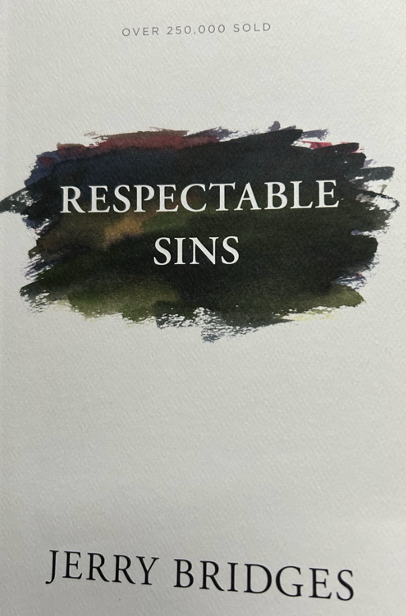 OVER 250,000 SOLD
RESPECTABLE
SINS
JERRY BRIDGES